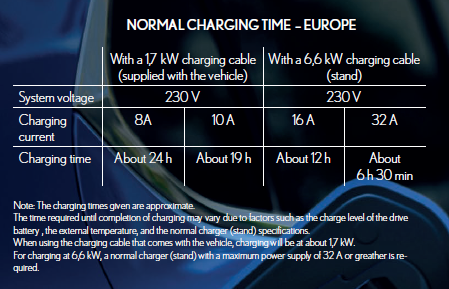 NORMAL CHARGING TIME – EUROPE
With a 1,7 kW charging cable (supplied with the vehicle) With a 6,6 kW charging cable (stand)
System voltage 230 V 230 V
Charging current 8A 10 A 16 A 32 A
Charging time About 24 h About 19 h About 12 h About 6 h 30 min
Note: The charging times given are approximate.
The time required until completion of charging may vary due to factors such as the charge level of the drive
battery , the external temperature, and the normal charger (stand) specifications.
When using the charging cable that comes with the vehicle, charging will be at about 1,7 kW.
For charging at 6,6 kW, a normal charger (stand) with a maximum power supply of 32 A or greather is re-
quired.